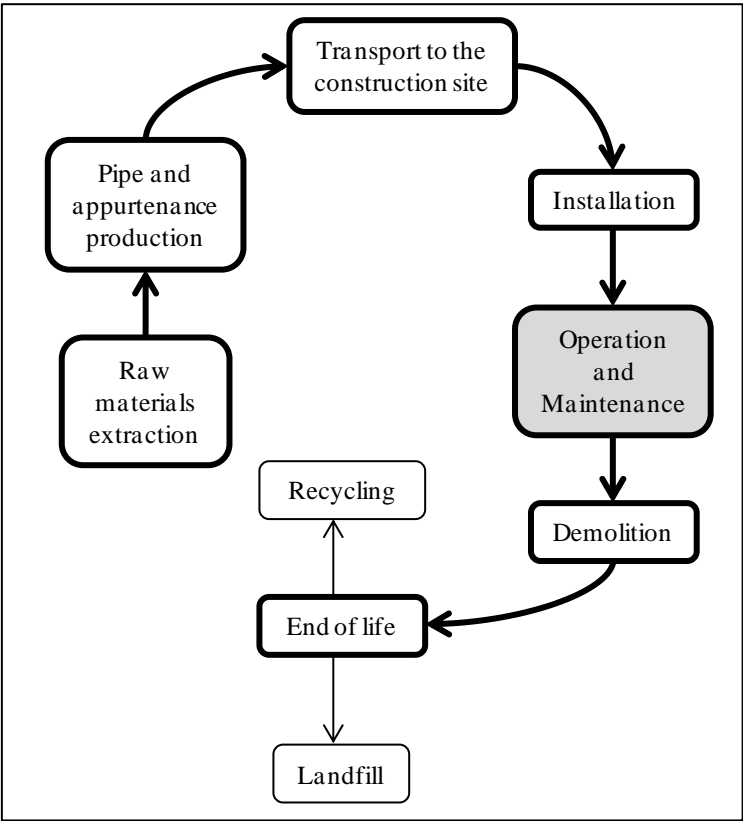 Transport to the
construction site
Pipe and
appurtenance
production
Installation
Operation
and
Maintenance
Raw
materials
extraction
Recycling
Demolition
End of life
Landfill